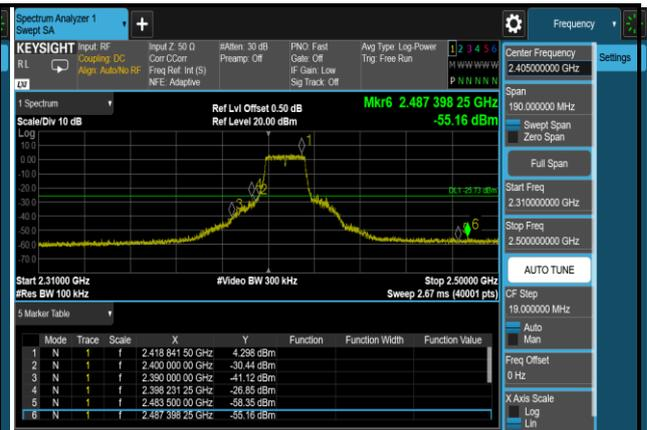 Spectrum Analyzer 1
Swept SA
+
Frequency
KEYSIGHT
RL
LXI
Input: RF
Coupling: DC
Align: Auto/No RF
Input Z: 50 Ω
Corr CCorr
Freq Ref: Int (S)
NFE: Adaptive
#Atten: 30 dB
Preamp: Off
PNO: Fast
Gate: Off
IF Gain: Low
Sig Track: Off
Avg Type: Log-Power
Trig: Free Run
1 2 3 4 5 6
M W W W W W
P N N N N N
1 Spectrum
Scale/Div 10 dB
Ref Lvl Offset 0.50 dB
Ref Level 20.00 dBm
Mkr6 2.487 398 25 GHz
-55.16 dBm
Log
10.0
0.00
-10.0
-20.0
-30.0
-40.0
-50.0
-60.0
-70.0
1
2
3
6
DL1 -25.73 dBm
Start 2.31000 GHz
#Res BW 100 kHz
#Video BW 300 kHz
Stop 2.50000 GHz
Sweep 2.67 ms (40001 pts)
5 Marker Table
Mode Trace Scale X Y Function Function Width Function Value
1 N 1 f 2.418 841 50 GHz 4.298 dBm
2 N 1 f 2.400 000 00 GHz -30.44 dBm
3 N 1 f 2.390 000 00 GHz -41.12 dBm
4 N 1 f 2.398 231 25 GHz -26.85 dBm
5 N 1 f 2.483 500 00 GHz -58.35 dBm
6 N 1 f 2.487 398 25 GHz -55.16 dBm
Center Frequency
2.405000000 GHz
Span
190.000000 MHz
Swept Span
Zero Span
Full Span
Start Freq
2.310000000 GHz
Stop Freq
2.500000000 GHz
AUTO TUNE
CF Step
19.000000 MHz
Auto
Man
Freq Offset
0 Hz
X Axis Scale
Log
Lin
Settings